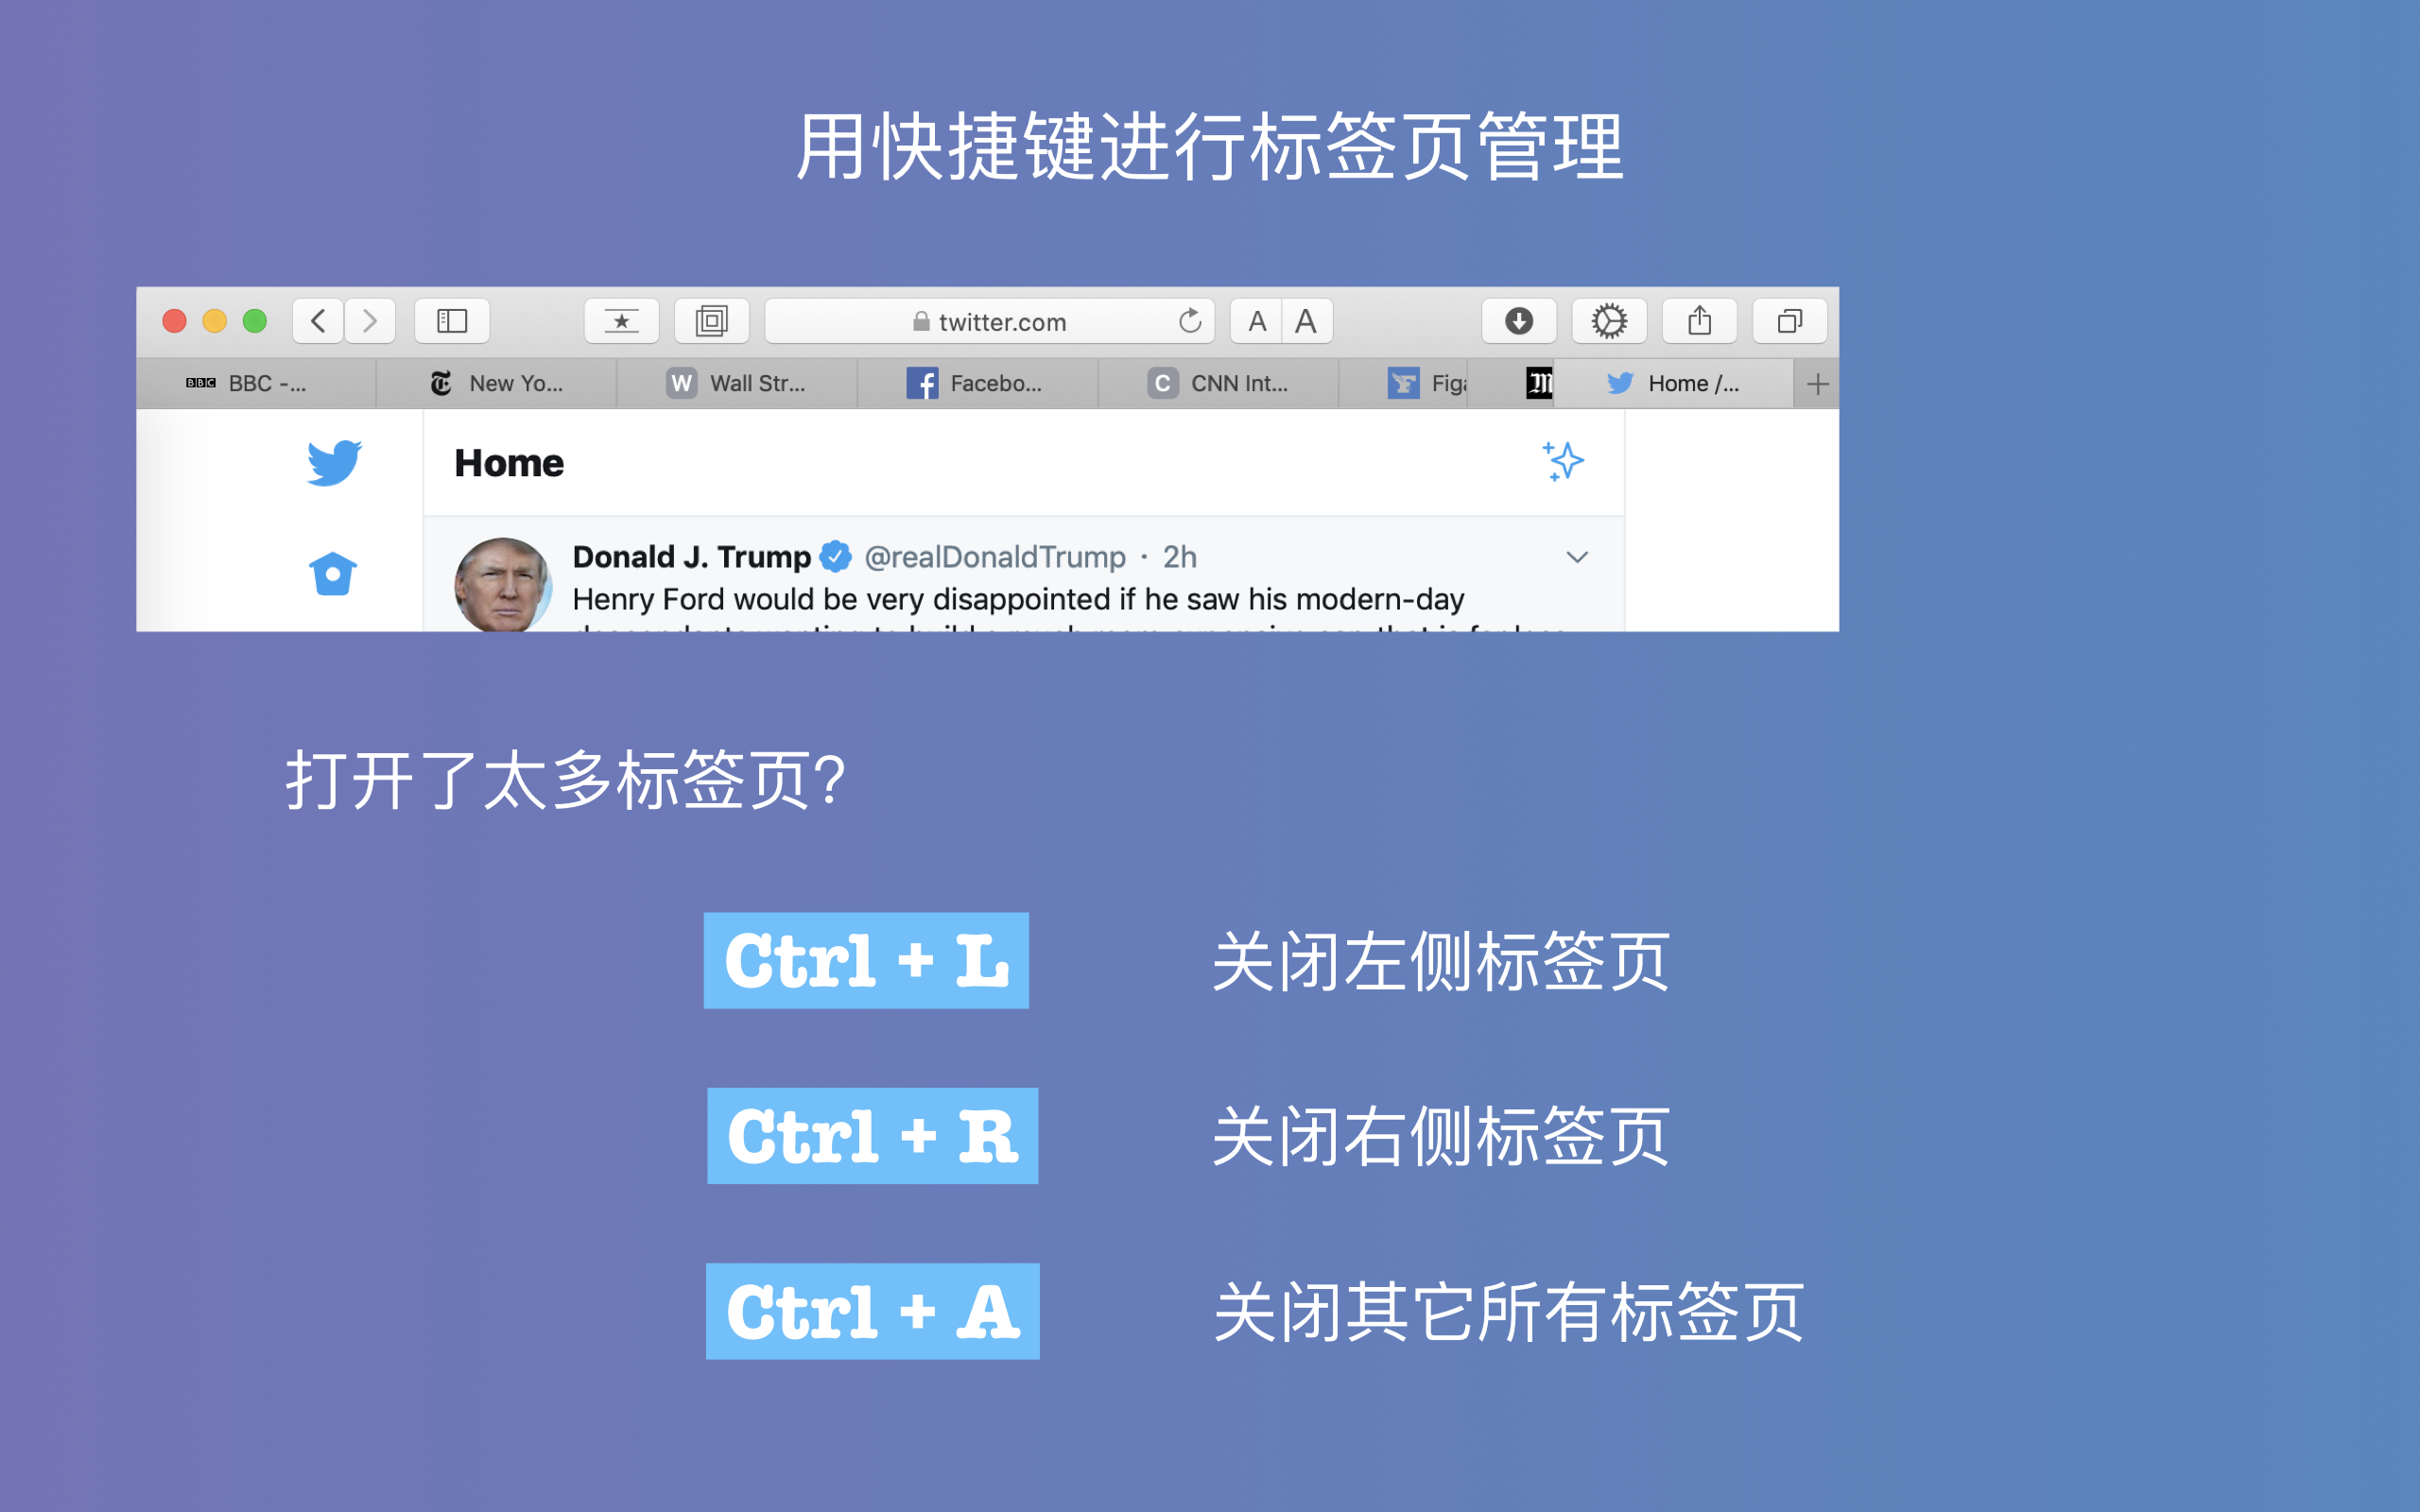 用快捷键进行标签页管理
twitter.com
A A
BBC BBC -... New Yo... W Wall Str... Facebo... C CNN Int... Home /...
Home
Donald J. Trump @realDonaldTrump · 2h
Henry Ford would be very disappointed if he saw his modern-day
打开了太多标签页?
Ctrl + L 关闭左侧标签页
Ctrl + R 关闭右侧标签页
Ctrl + A 关闭其它所有标签页